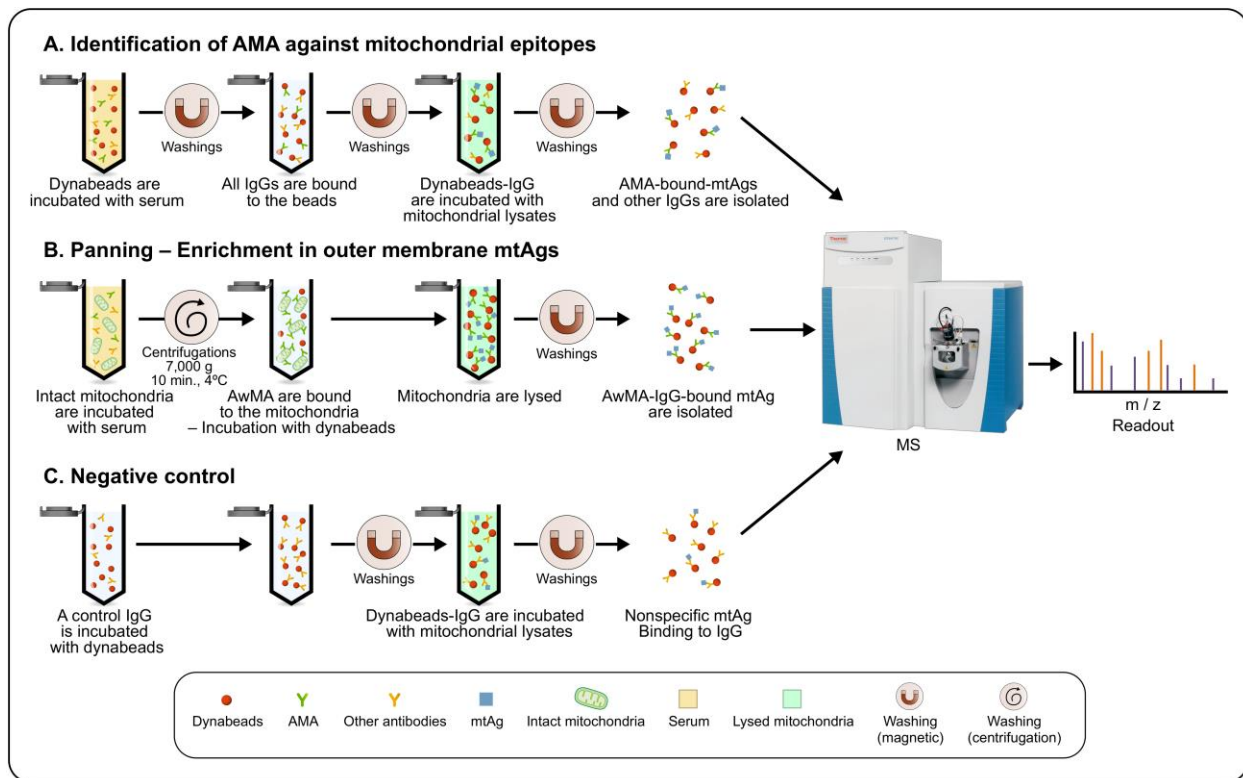 A. Identification of AMA against mitochondrial epitopes
Washings
Washings
Washings
Dynabeads are
incubated with serum
All IgGs are bound
to the beads
Dynabeads-IgG
are incubated with
mitochondrial lysates
AMA-bound-mtAgs
and other IgGs are isolated
B. Panning – Enrichment in outer membrane mtAgs
Centrifugations
7,000 g
10 min., 4ºC
Washings
Intact mitochondria
are incubated
with serum
AwMA are bound
to the mitochondria
– Incubation with dynabeads
Mitochondria are lysed
AwMA-IgG-bound mtAg
are isolated
MS
m / z
Readout
C. Negative control
Washings
Washings
A control IgG
is incubated
with dynabeads
Dynabeads-IgG are incubated
with mitochondrial lysates
Nonspecific mtAg
Binding to IgG
Dynabeads
AMA
Other antibodies
mtAg
Intact mitochondria
Serum
Lysed mitochondria
Washing
(magnetic)
Washing
(centrifugation)